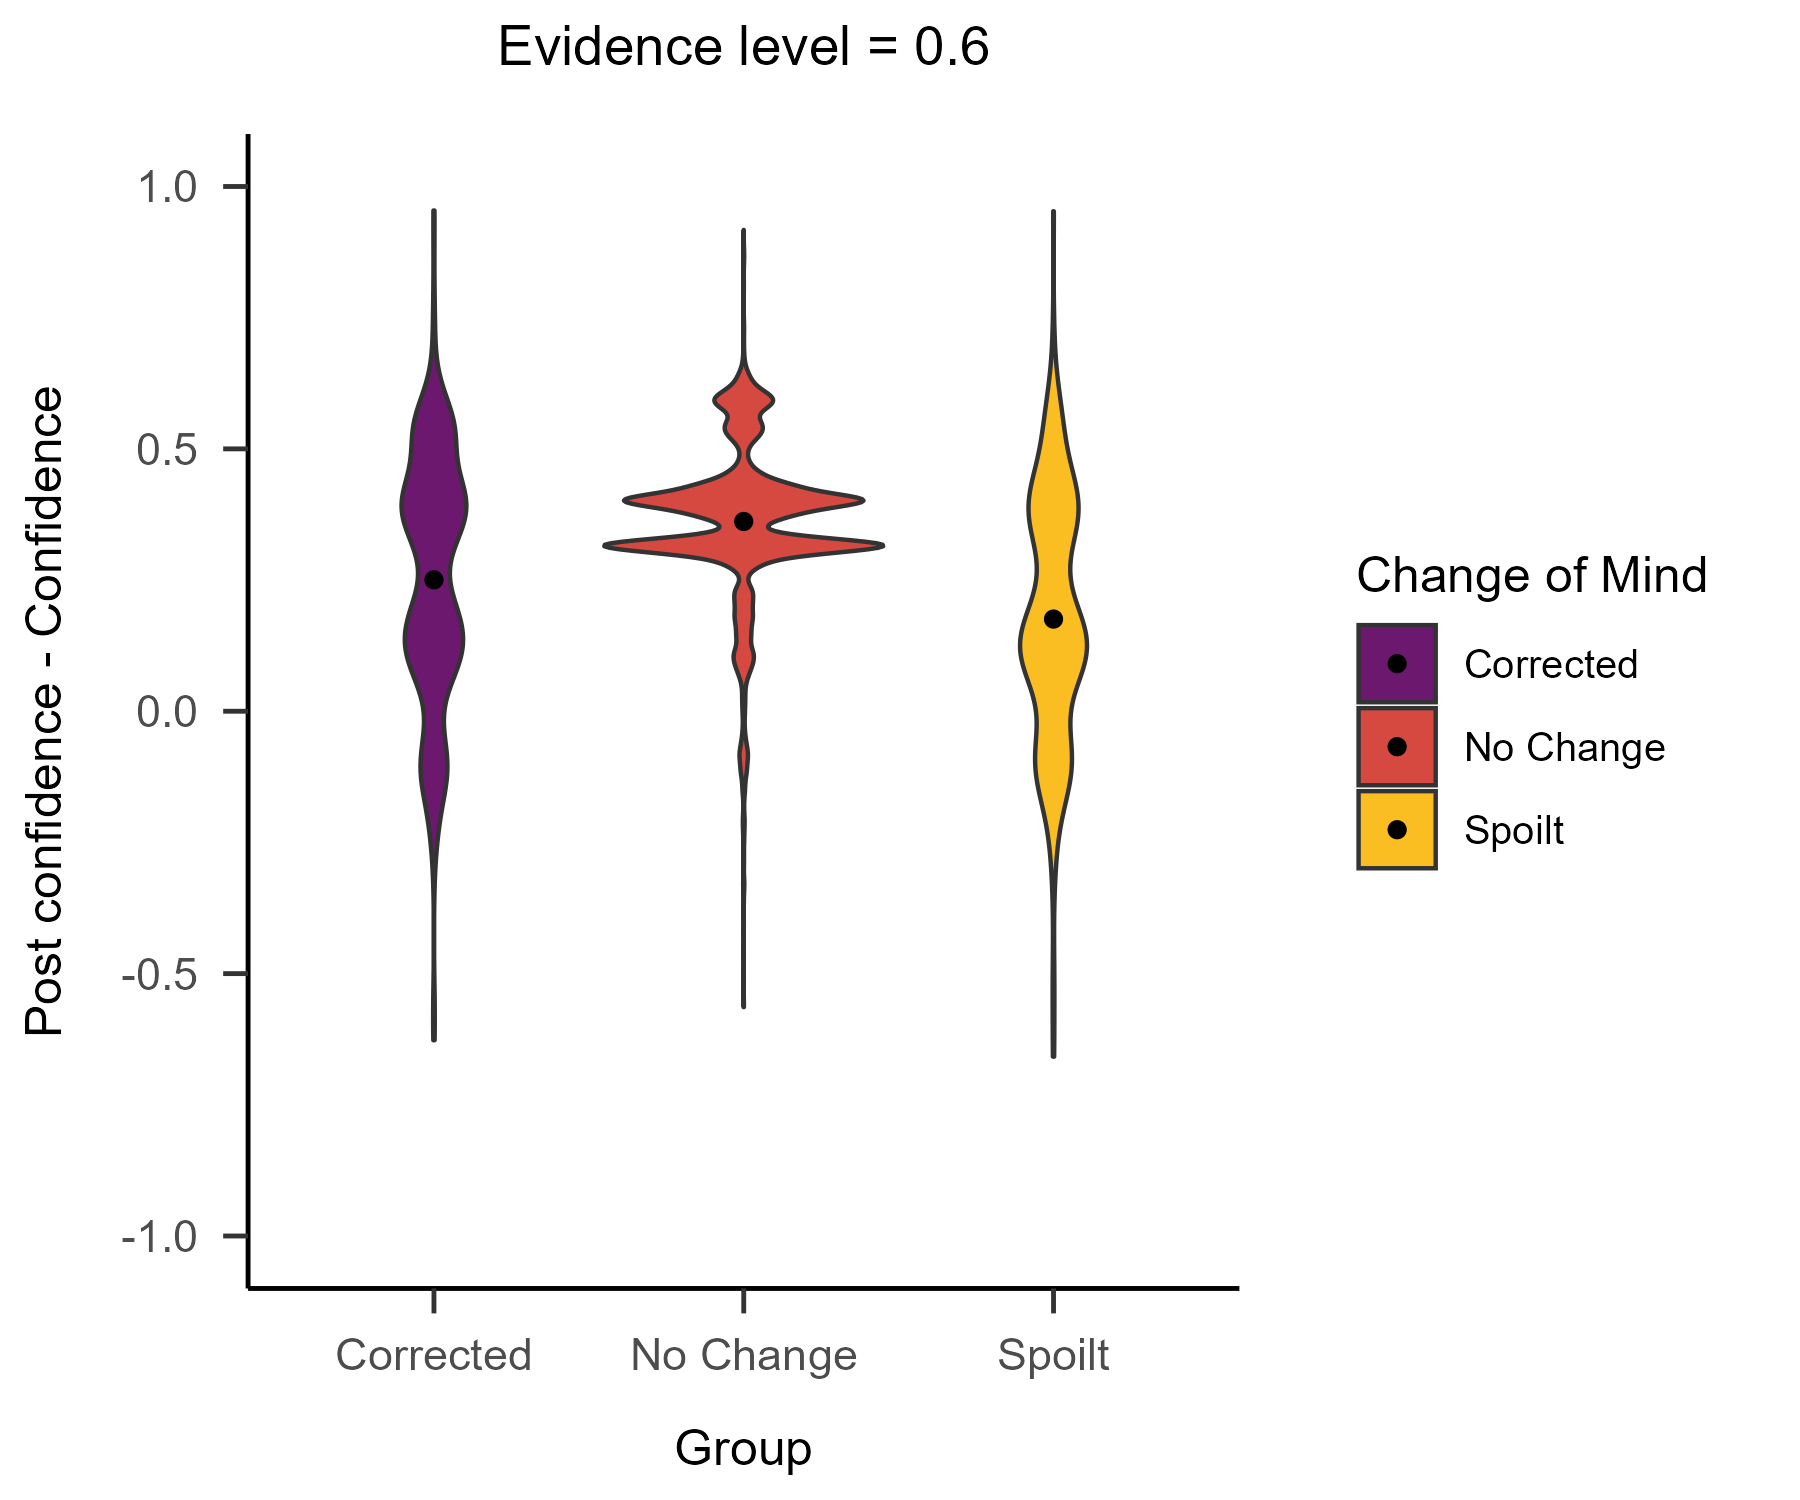 Evidence level = 0.6
Post confidence - Confidence
1.0
0.5
0.0
-0.5
-1.0
Corrected
No Change
Spoilt
Group
Change of Mind
Corrected
No Change
Spoilt